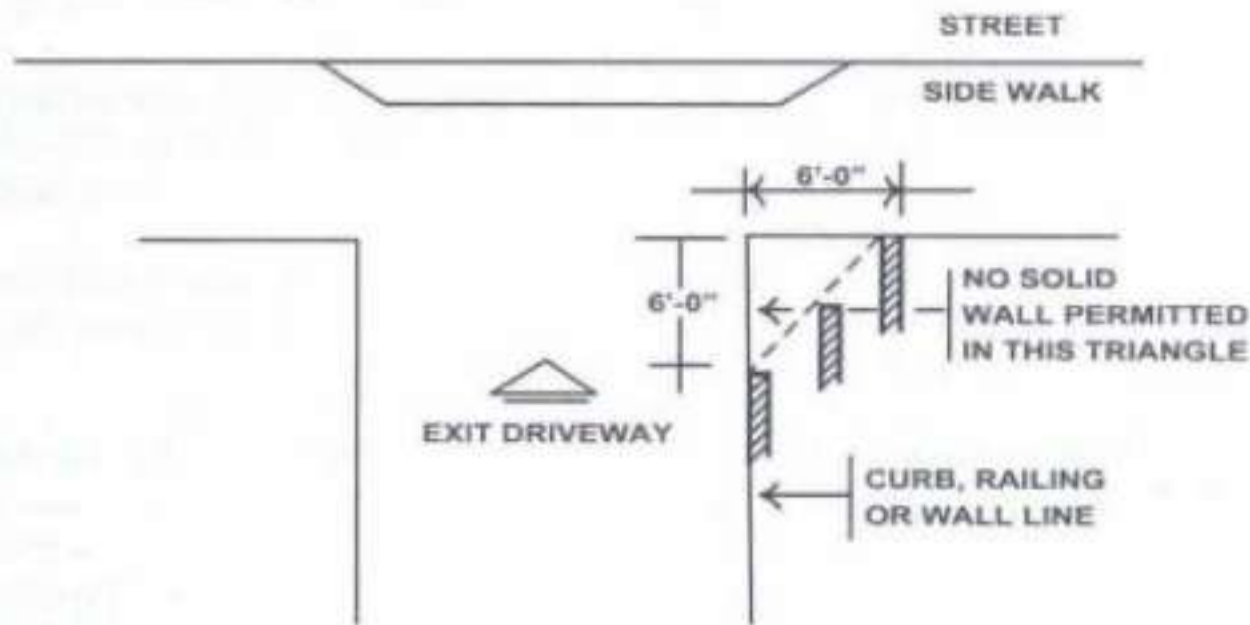 STREET
SIDE WALK
6'-0"
6'-0"
NO SOLID
WALL PERMITTED
IN THIS TRIANGLE
EXIT DRIVEWAY
CURB, RAILING
OR WALL LINE